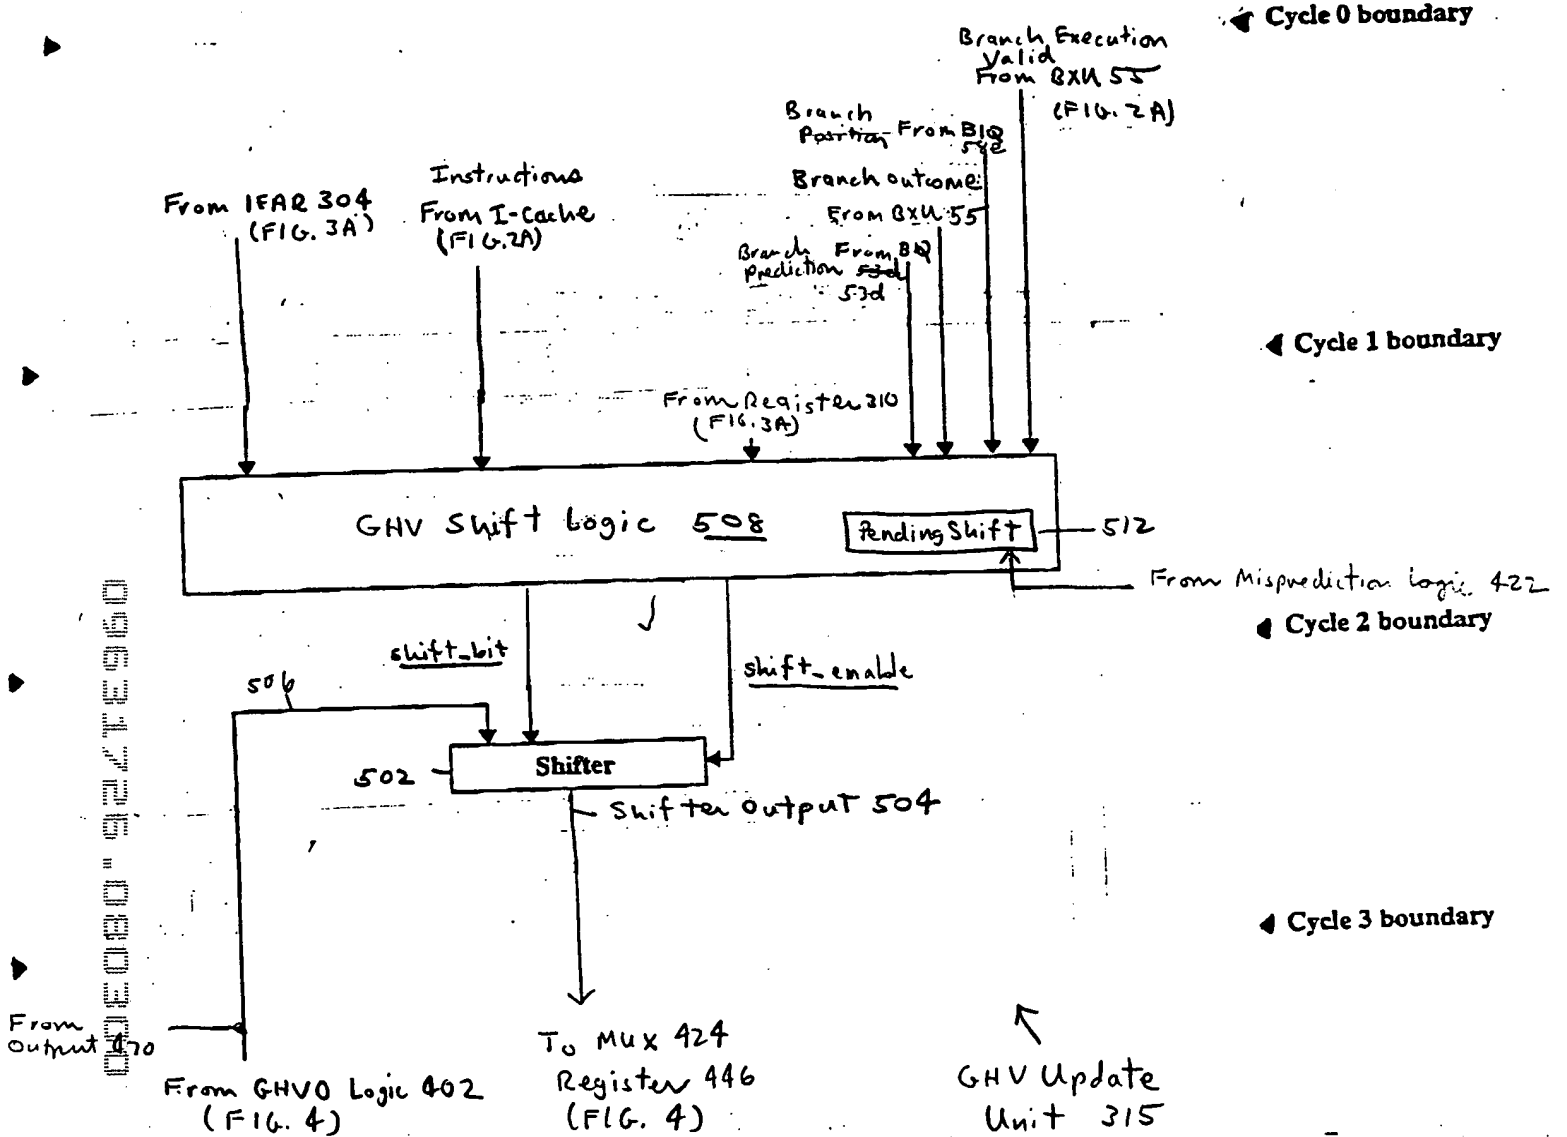 Cycle 0 boundary
Branch Execution
Valid
From BXU 55
(FIG. 2A)
Branch
Position From BIQ
Instructions
Branch outcome
From IFAR 304
(FIG. 3A)
From I-Cache
(FIG. 2A)
From BXU 55
Branch From BIQ
prediction 53d
53d
Cycle 1 boundary
From Register 310
(FIG. 3A)
GHV Shift Logic 508
Pending Shift
512
From Misprediction Logic 422
Cycle 2 boundary
shift_bit
shift_enable
506
Shifter
502
Shifter Output 504
Cycle 3 boundary
From
Output 470
To MUX 424
Register 446
(FIG. 4)
From GHV0 Logic 402
(FIG. 4)
GHV Update
Unit 315
09631726.080300